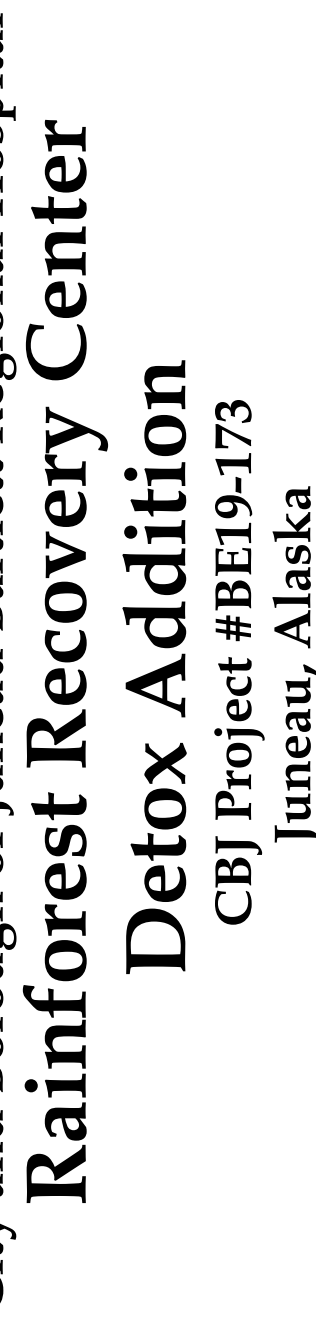 Rainforest Recovery Center
Detox Addition
CBJ Project #BE19-173
Juneau, Alaska